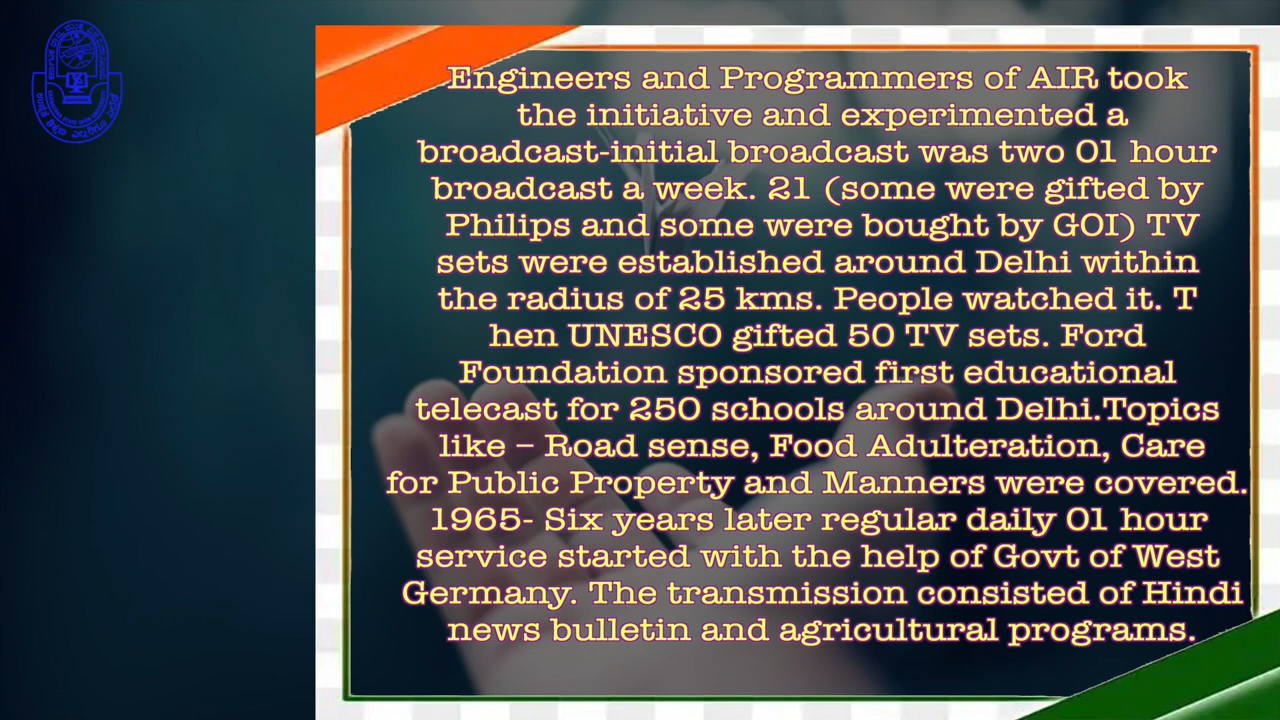 Engineers and Programmers of AIR took
the initiative and experimented a
broadcast-initial broadcast was two 01 hour
broadcast a week. 21 (some were gifted by
Philips and some were bought by GOI) TV
sets were established around Delhi within
the radius of 25 kms. People watched it. T
hen UNESCO gifted 50 TV sets. Ford
Foundation sponsored first educational
telecast for 250 schools around Delhi.Topics
like – Road sense, Food Adulteration, Care
for Public Property and Manners were covered.
1965- Six years later regular daily 01 hour
service started with the help of Govt of West
Germany. The transmission consisted of Hindi
news bulletin and agricultural programs.